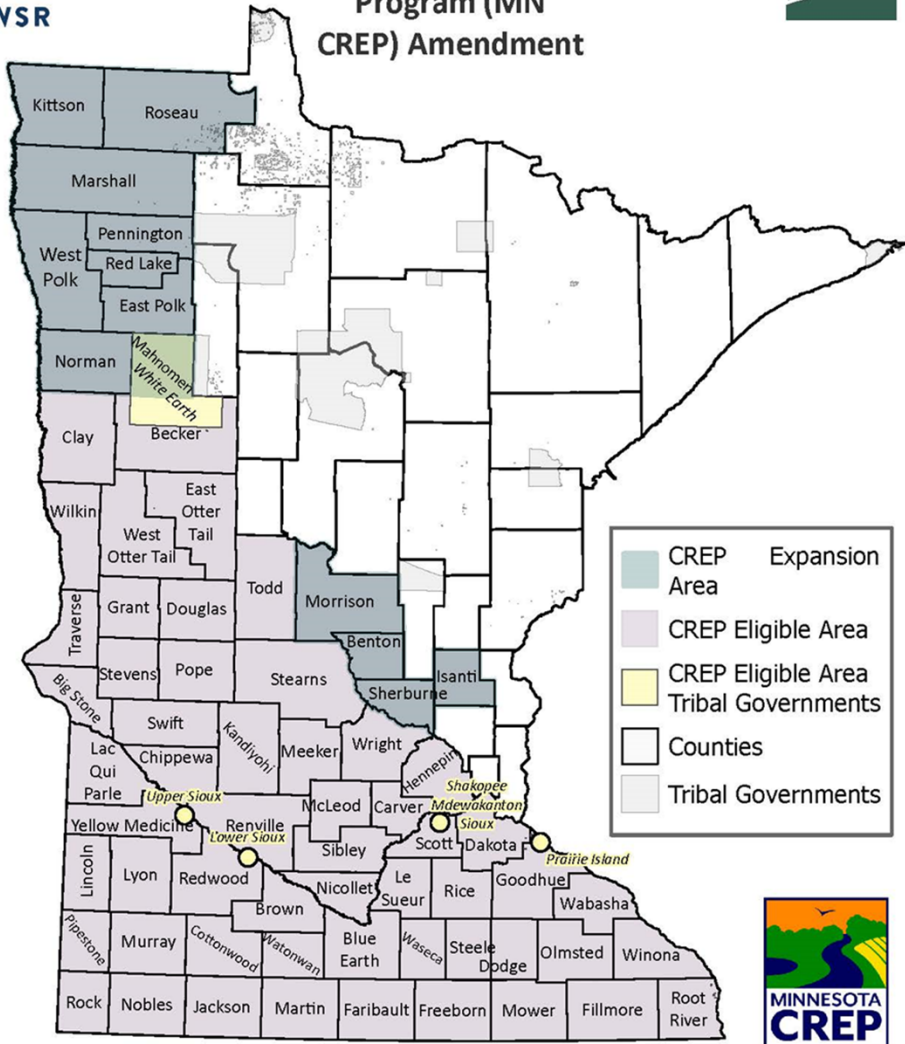 WSR
Program (MN
CREP) Amendment
Kittson
Roseau
Marshall
Pennington
West
Polk
Red Lake
East Polk
Norman
Mahnomen
White Earth
Clay
Becker
Wilkin
East
Otter
Tail
West
Otter Tail
Todd
Morrison
Traverse
Grant
Douglas
Benton
Stevens
Pope
Stearns
Isanti
Sherburne
Big Stone
Swift
Kandiyohi
Meeker
Wright
Hennepin
Lac
Qui
Parle
Chippewa
Upper Sioux
McLeod
Carver
Shakopee
Mdewakanton
Sioux
Yellow Medicine
Renville
Lower Sioux
Sibley
Scott
Dakota
Prairie Island
Lincoln
Lyon
Redwood
Nicollet
Le
Sueur
Rice
Goodhue
Wabasha
Brown
Pipestone
Murray
Cottonwood
Watonwan
Blue
Earth
Waseca
Steele
Dodge
Olmsted
Winona
Rock
Nobles
Jackson
Martin
Faribault
Freeborn
Mower
Fillmore
Root
River
CREP Expansion
Area
CREP Eligible Area
CREP Eligible Area
Tribal Governments
Counties
Tribal Governments
MINNESOTA
CREP